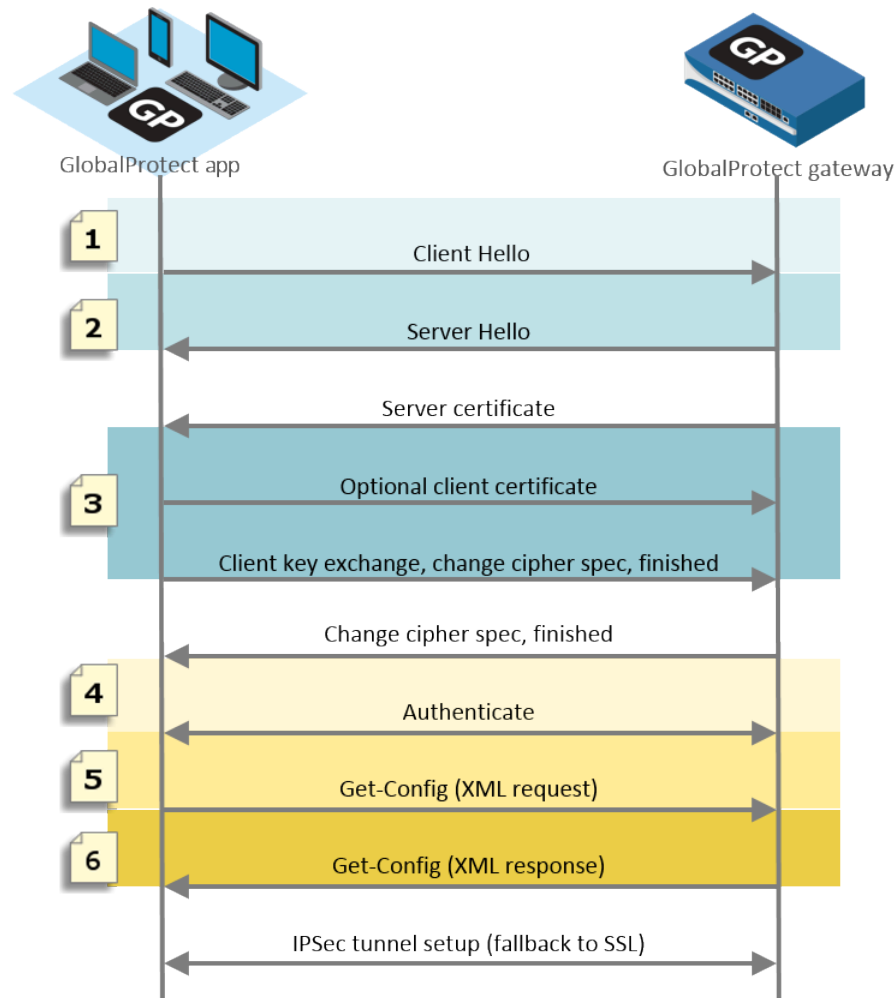 GP
GP
GlobalProtect app
GlobalProtect gateway
1
Client Hello
2
Server Hello
Server certificate
3
Optional client certificate
Client key exchange, change cipher spec, finished
Change cipher spec, finished
4
Authenticate
5
Get-Config (XML request)
6
Get-Config (XML response)
IPSec tunnel setup (fallback to SSL)